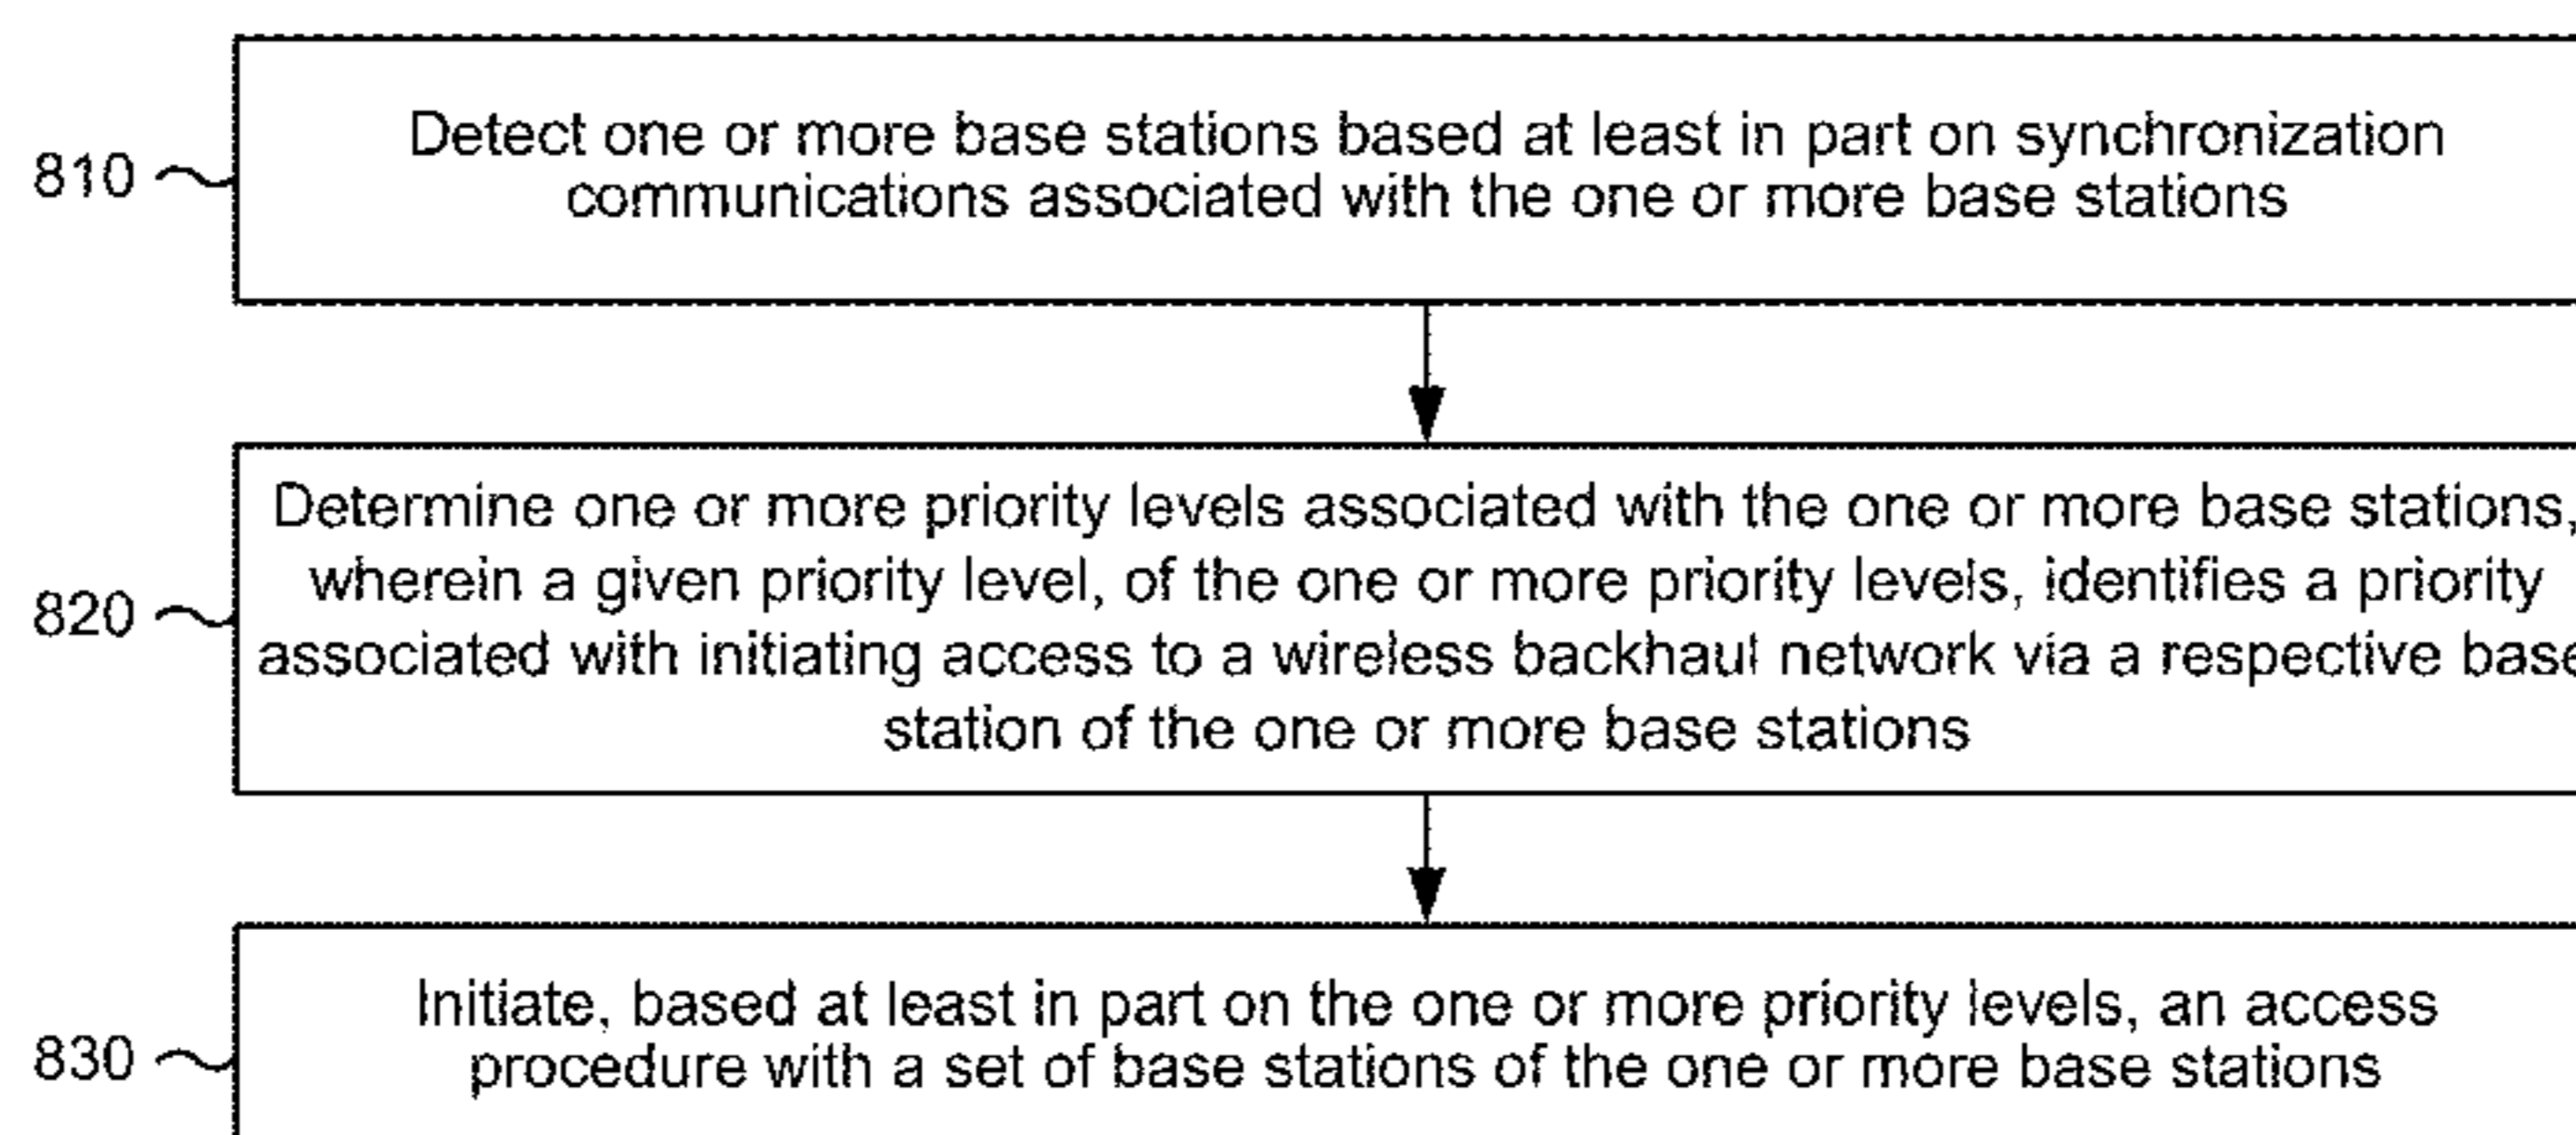 810
Detect one or more base stations based at least in part on synchronization
communications associated with the one or more base stations
820
Determine one or more priority levels associated with the one or more base stations,
wherein a given priority level, of the one or more priority levels, identifies a priority
associated with initiating access to a wireless backhaul network via a respective base
station of the one or more base stations
830
Initiate, based at least in part on the one or more priority levels, an access
procedure with a set of base stations of the one or more base stations